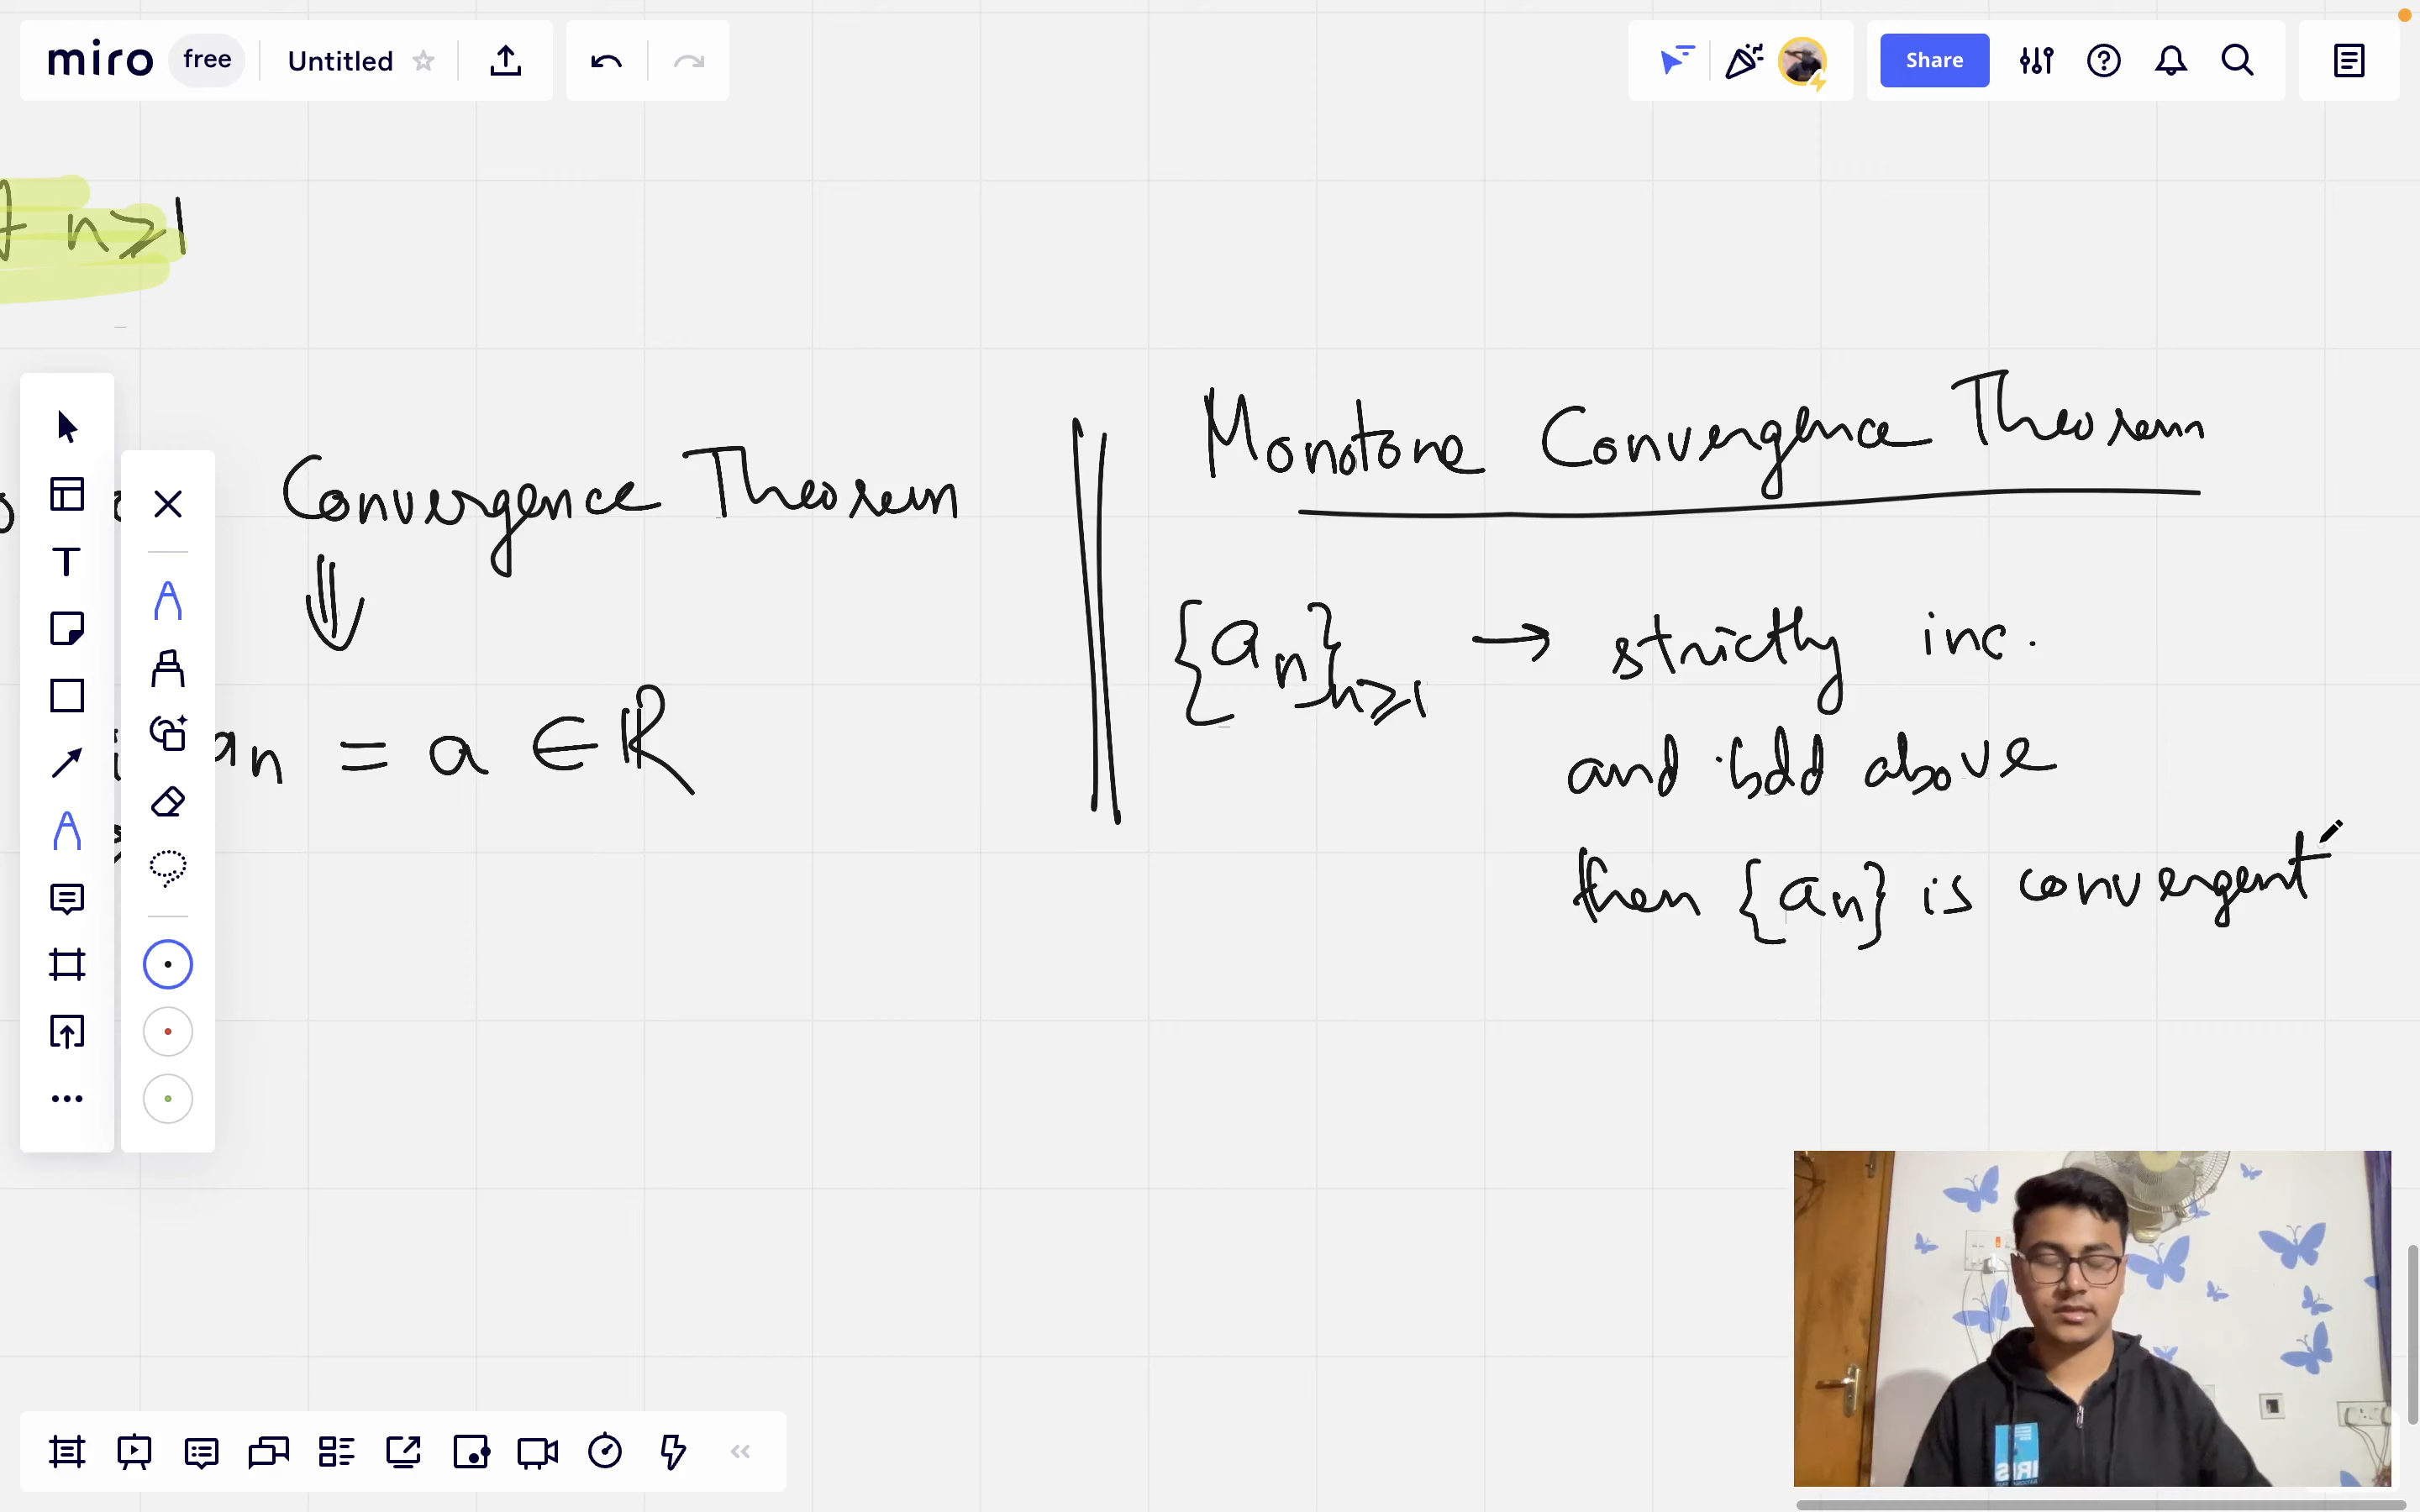 miro free Untitled
Share
n ≥ 1
Convergence Theorem
⇓
an = a ∈ ℝ
Monotone Convergence Theorem
{an}n≥1 → strictly inc.
and bdd above
then {an} is convergent
T